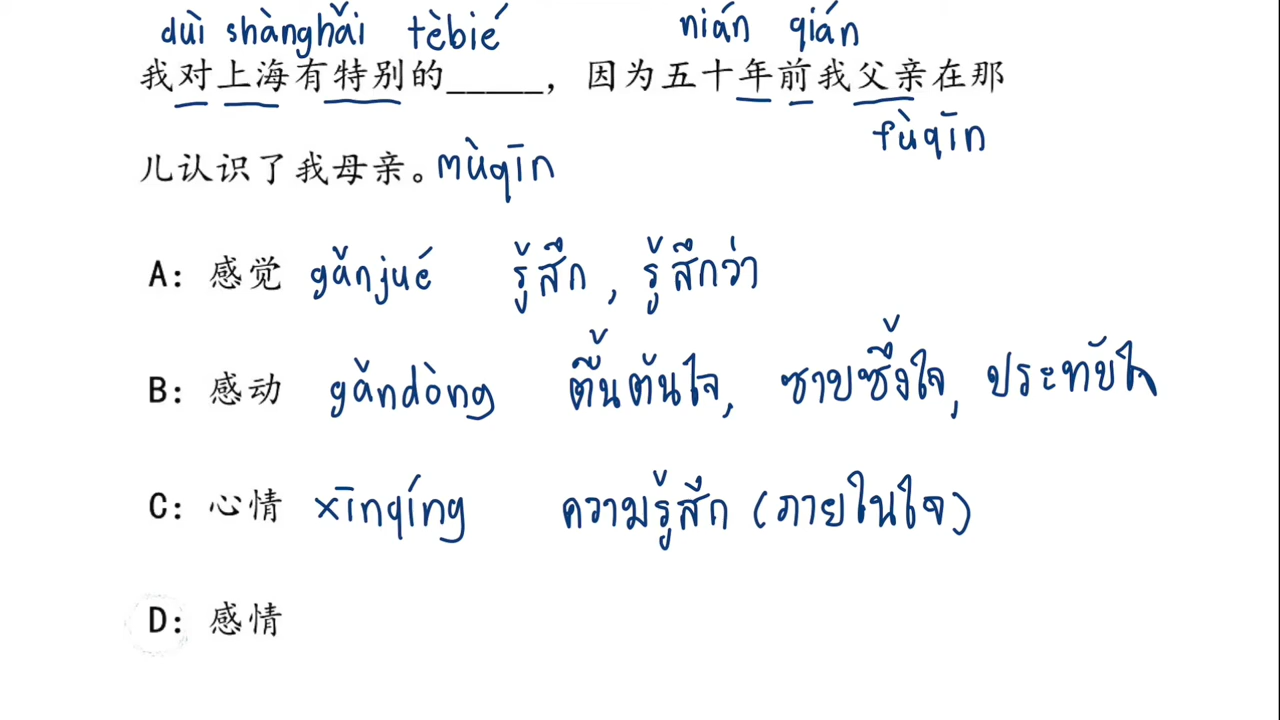 duì shànghǎi tèbié nián qián
我对上海有特别的_____，因为五十年前我父亲在那
fùqīn
儿认识了我母亲。mǔqīn
A: 感觉 gǎnjué รู้สึก, รู้สึกว่า
B: 感动 gǎndòng ตื้นตันใจ, ซาบซึ้งใจ, ประทับใจ
C: 心情 xīnqíng ความรู้สึก (ภายในใจ)
D: 感情